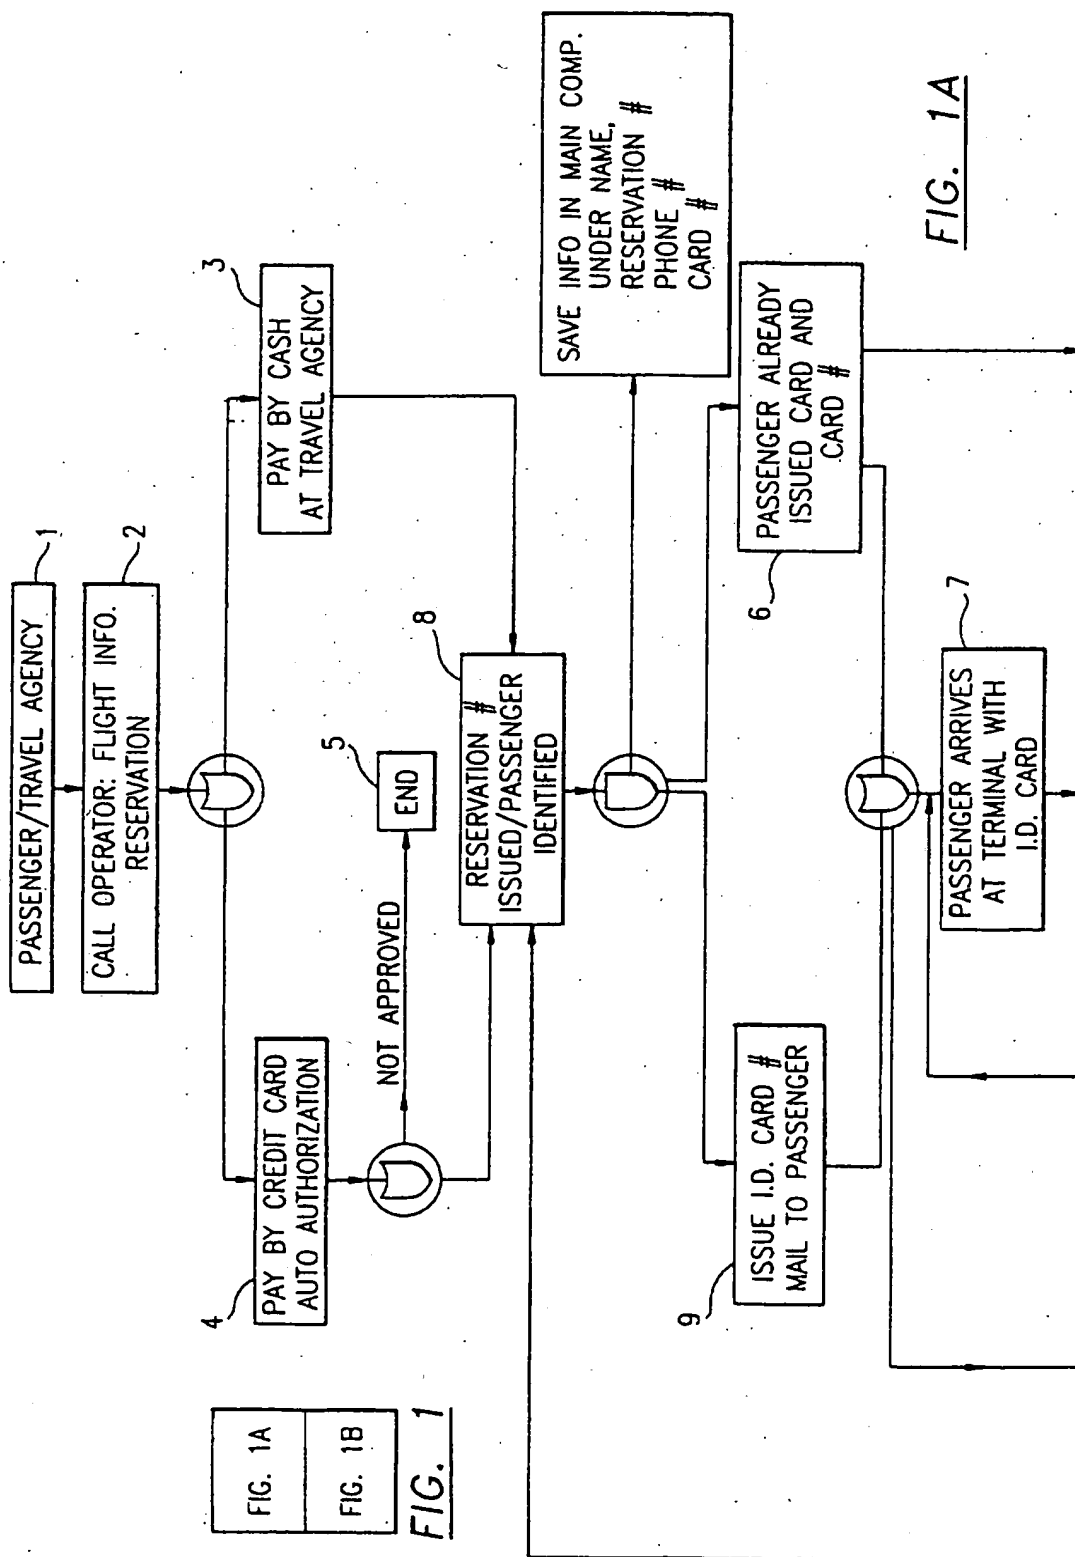 PASSENGER/TRAVEL AGENCY
1
CALL OPERATOR: FLIGHT INFO.
RESERVATION
2
PAY BY CREDIT CARD
AUTO AUTHORIZATION
4
PAY BY CASH
AT TRAVEL AGENCY
3
NOT APPROVED
END
5
RESERVATION #
ISSUED/PASSENGER
IDENTIFIED
8
SAVE INFO IN MAIN COMP.
UNDER NAME,
RESERVATION #
PHONE #
CARD #
ISSUE I.D. CARD #
MAIL TO PASSENGER
9
PASSENGER ALREADY
ISSUED CARD AND
CARD #
6
PASSENGER ARRIVES
AT TERMINAL WITH
I.D. CARD
7
FIG. 1A
FIG. 1B
FIG. 1
FIG. 1A